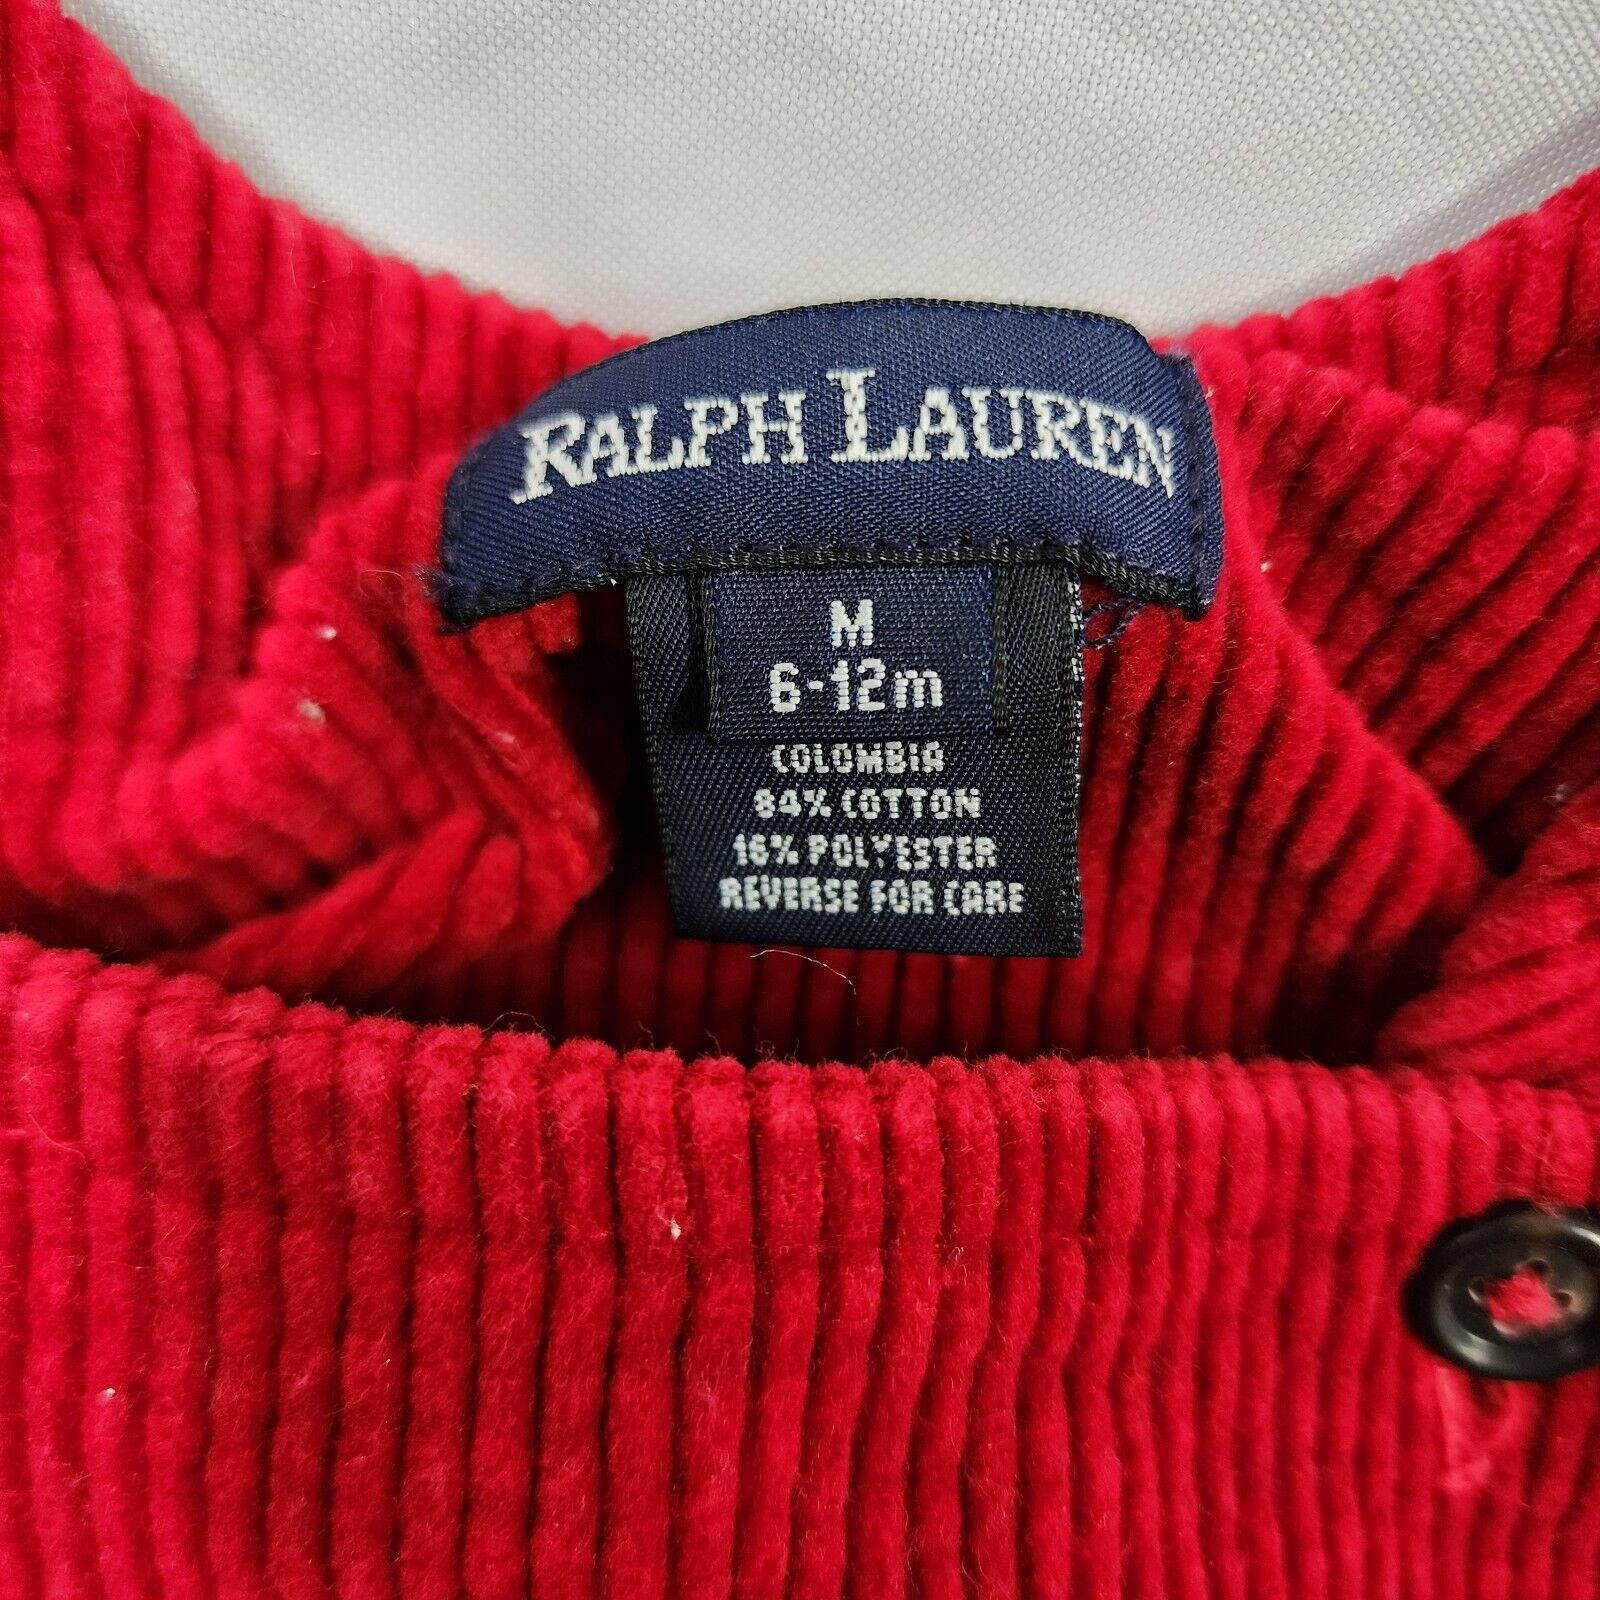 RALPH LAUREN
M
6-12m
COLOMBIA
84% COTTON
16% POLYESTER
REVERSE FOR CARE